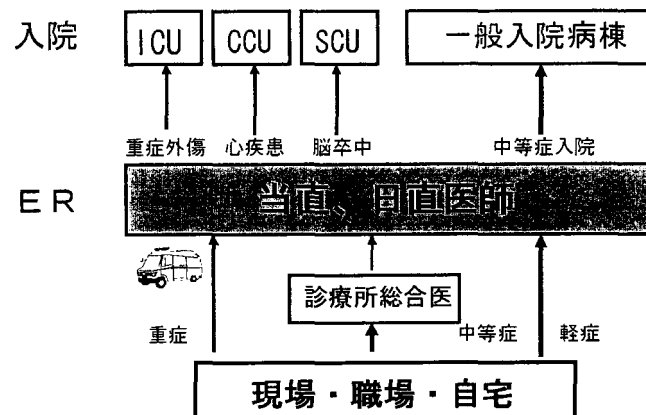 入院
ICU
CCU
SCU
一般入院病棟
重症外傷
心疾患
脳卒中
中等症入院
ER
当直、日直医師
診療所総合医
重症
中等症
軽症
現場・職場・自宅